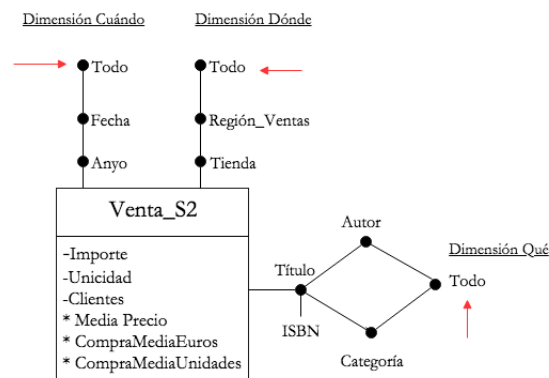 Dimensión Cuándo
Dimensión Dónde
Todo
Todo
Fecha
Región_Ventas
Anyo
Tienda
Venta_S2
-Importe
-Unicidad
-Clientes
* Media Precio
* CompraMediaEuros
* CompraMediaUnidades
Autor
Título
Dimensión Qué
Todo
ISBN
Categoría